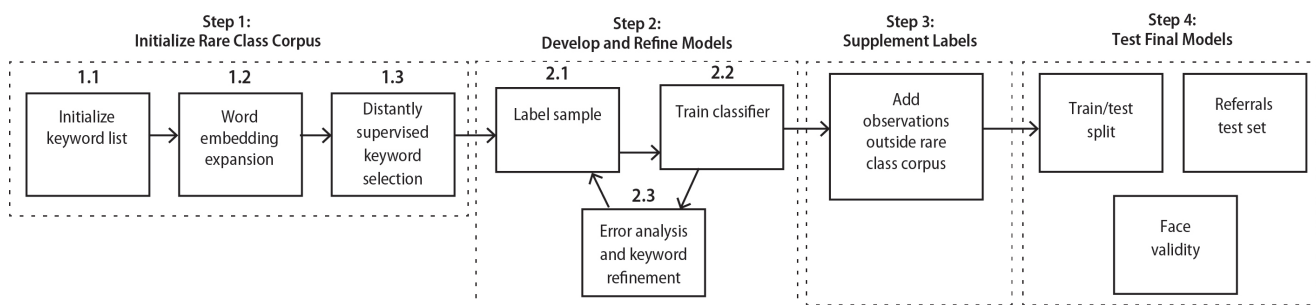 Step 1:
Initialize Rare Class Corpus
1.1
Initialize
keyword list
1.2
Word
embedding
expansion
1.3
Distantly
supervised
keyword
selection
Step 2:
Develop and Refine Models
2.1
Label sample
2.2
Train classifier
2.3
Error analysis
and keyword
refinement
Step 3:
Supplement Labels
Add
observations
outside rare
class corpus
Step 4:
Test Final Models
Train/test
split
Referrals
test set
Face
validity